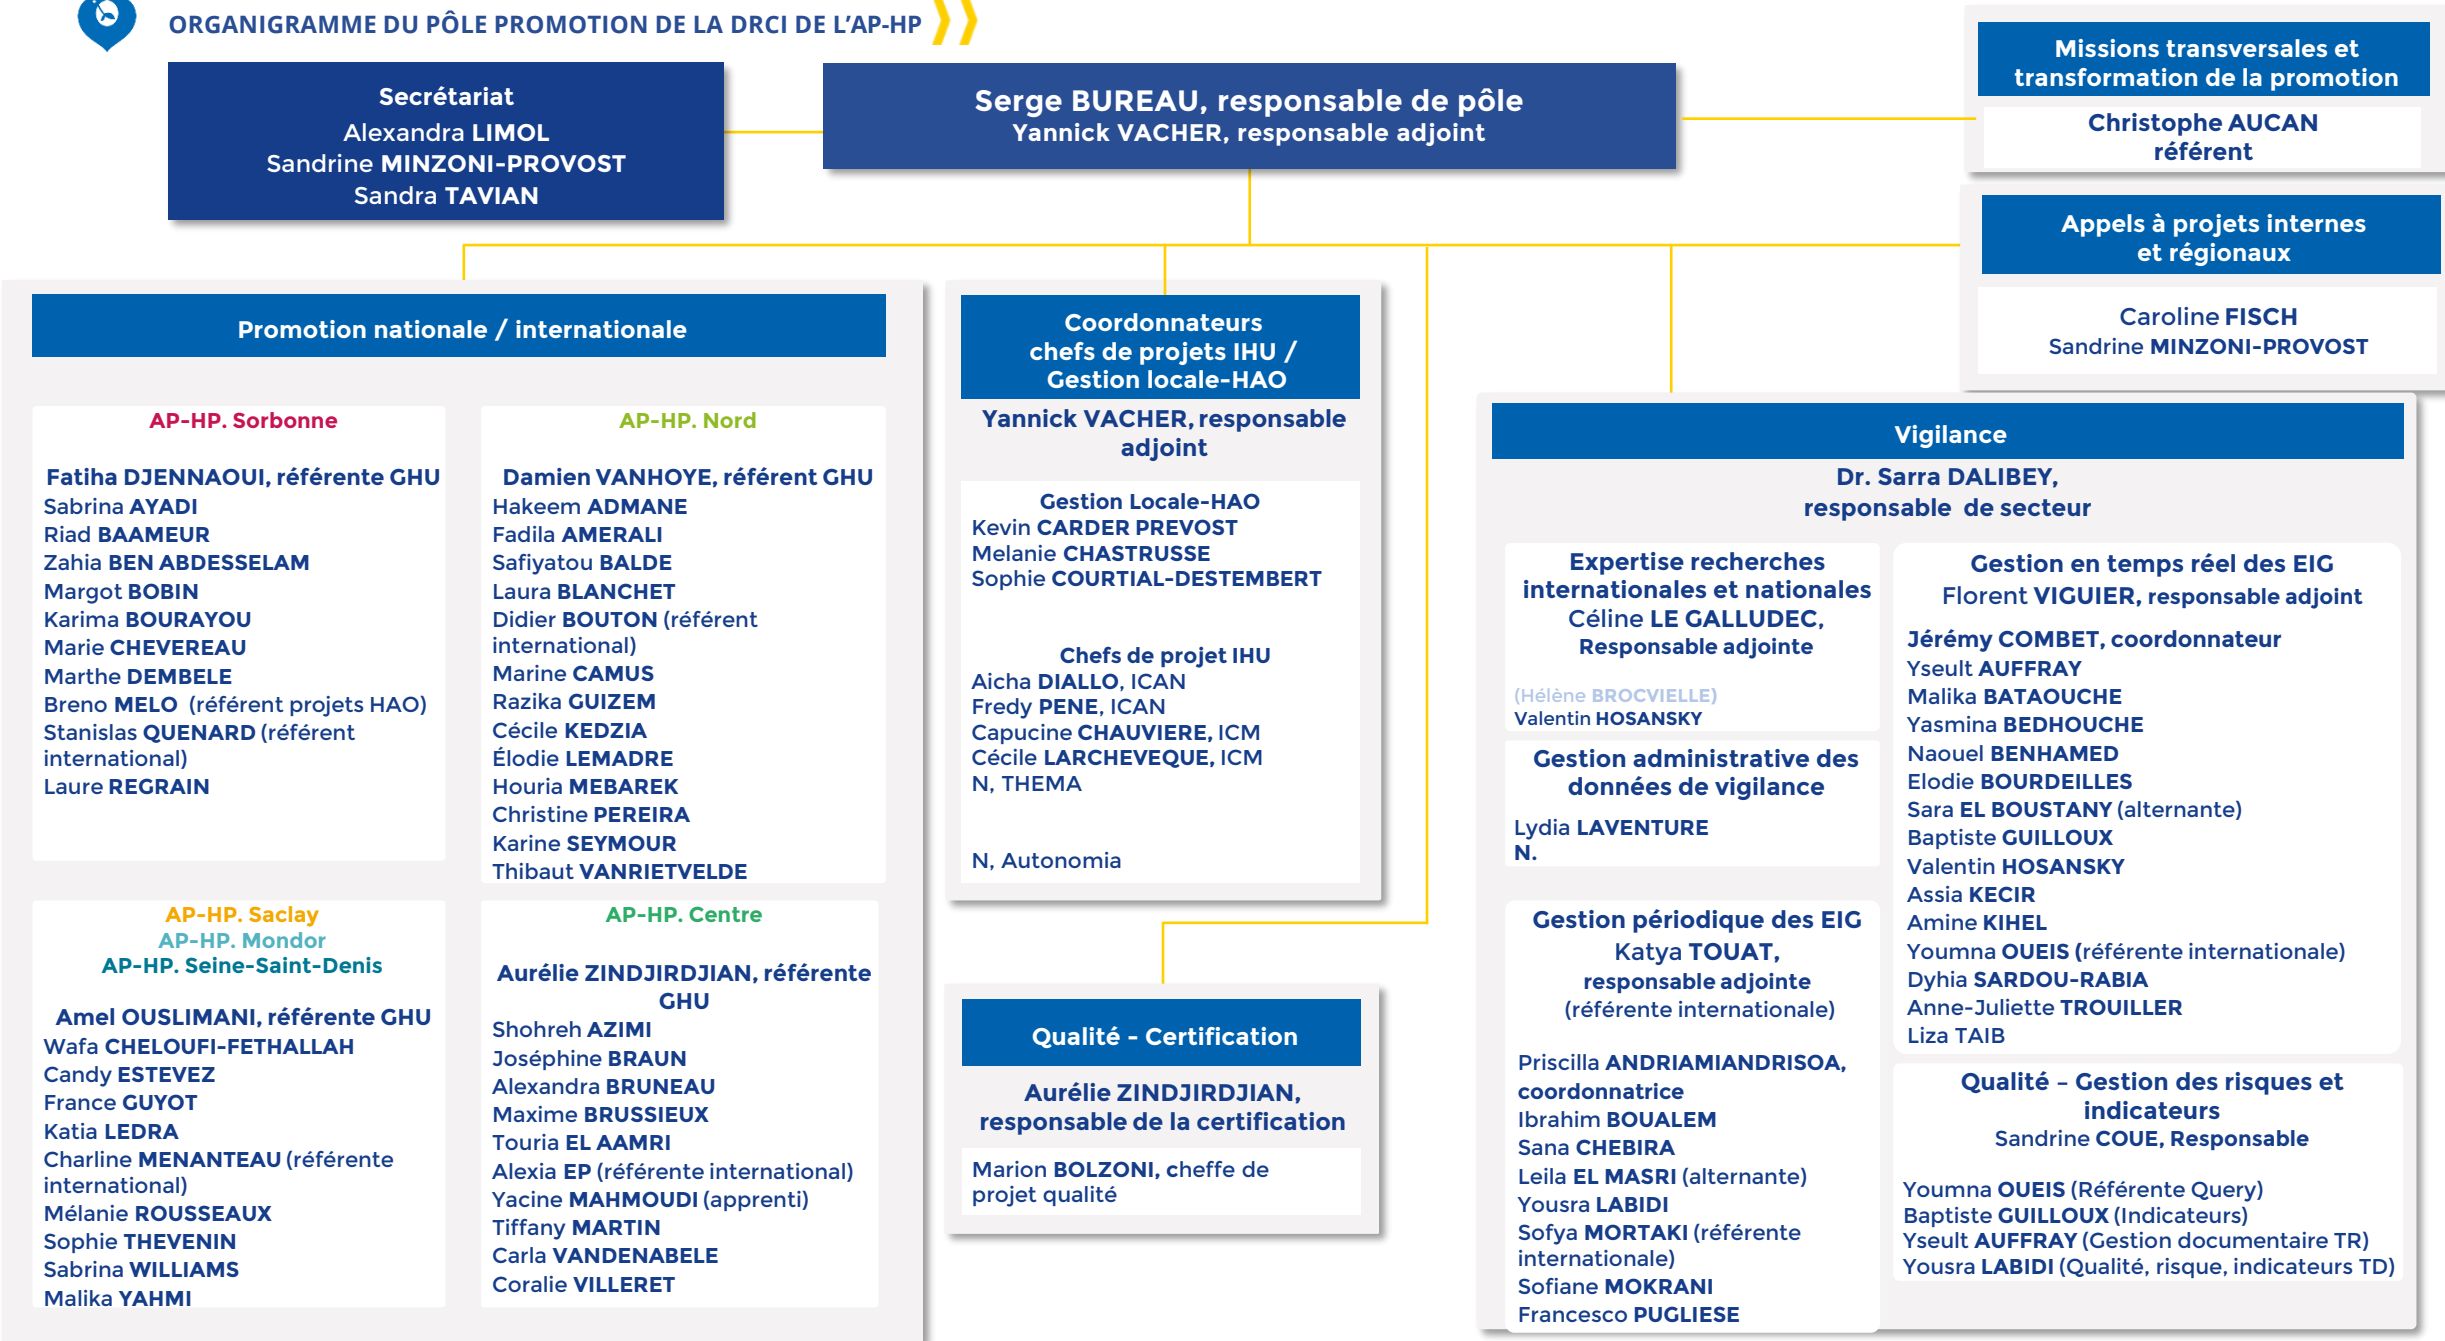 ORGANIGRAMME DU PÔLE PROMOTION DE LA DRCI DE L'AP-HP
Secrétariat
Alexandra LIMOL
Sandrine MINZONI-PROVOST
Sandra TAVIAN
Serge BUREAU, responsable de pôle
Yannick VACHER, responsable adjoint
Missions transversales et
transformation de la promotion
Christophe AUCAN
référent
Appels à projets internes
et régionaux
Caroline FISCH
Sandrine MINZONI-PROVOST
Promotion nationale / internationale
AP-HP. Sorbonne
Fatiha DJENNAOUI, référente GHU
Sabrina AYADI
Riad BAAMEUR
Zahia BEN ABDESSELAM
Margot BOBIN
Karima BOURAYOU
Marie CHEVEREAU
Marthe DEMBELE
Breno MELO (référent projets HAO)
Stanislas QUENARD (référent
international)
Laure REGRAIN
AP-HP. Nord
Damien VANHOYE, référent GHU
Hakeem ADMANE
Fadila AMERALI
Safiyatou BALDE
Laura BLANCHET
Didier BOUTON (référent
international)
Marine CAMUS
Razika GUIZEM
Cécile KEDZIA
Élodie LEMADRE
Houria MEBAREK
Christine PEREIRA
Karine SEYMOUR
Thibaut VANRIETVELDE
AP-HP. Saclay
AP-HP. Mondor
AP-HP. Seine-Saint-Denis
Amel OUSLIMANI, référente GHU
Wafa CHELOUFI-FETHALLAH
Candy ESTEVEZ
France GUYOT
Katia LEDRA
Charline MENANTEAU (référente
international)
Mélanie ROUSSEAUX
Sophie THEVENIN
Sabrina WILLIAMS
Malika YAHMI
AP-HP. Centre
Aurélie ZINDJIRDJIAN, référente
GHU
Shohreh AZIMI
Joséphine BRAUN
Alexandra BRUNEAU
Maxime BRUSSIEUX
Touria EL AAMRI
Alexia EP (référente international)
Yacine MAHMOUDI (apprenti)
Tiffany MARTIN
Carla VANDENABELE
Coralie VILLERET
Coordonnateurs
chefs de projets IHU /
Gestion locale-HAO
Yannick VACHER, responsable
adjoint
Gestion Locale-HAO
Kevin CARDER PREVOST
Melanie CHASTRUSSE
Sophie COURTIAL-DESTEMBERT
Chefs de projet IHU
Aicha DIALLO, ICAN
Fredy PENE, ICAN
Capucine CHAUVIERE, ICM
Cécile LARCHEVEQUE, ICM
N, THEMA
N, Autonomia
Qualité - Certification
Aurélie ZINDJIRDJIAN,
responsable de la certification
Marion BOLZONI, cheffe de
projet qualité
Vigilance
Dr. Sarra DALIBEY,
responsable de secteur
Expertise recherches
internationales et nationales
Céline LE GALLUDEC,
Responsable adjointe
(Hélène BROCVIELLE)
Valentin HOSANSKY
Gestion administrative des
données de vigilance
Lydia LAVENTURE
N.
Gestion périodique des EIG
Katya TOUAT,
responsable adjointe
(référente internationale)
Priscilla ANDRIAMIANDRISOA,
coordonnatrice
Ibrahim BOUALEM
Sana CHEBIRA
Leila EL MASRI (alternante)
Yousra LABIDI
Sofya MORTAKI (référente
internationale)
Sofiane MOKRANI
Francesco PUGLIESE
Gestion en temps réel des EIG
Florent VIGUIER, responsable adjoint
Jérémy COMBET, coordonnateur
Yseult AUFFRAY
Malika BATAOUCHE
Yasmina BEDHOUCHE
Naouel BENHAMED
Elodie BOURDEILLES
Sara EL BOUSTANY (alternante)
Baptiste GUILLOUX
Valentin HOSANSKY
Assia KECIR
Amine KIHEL
Youmna OUEIS (référente internationale)
Dyhia SARDOU-RABIA
Anne-Juliette TROUILLER
Liza TAIB
Qualité – Gestion des risques et
indicateurs
Sandrine COUE, Responsable
Youmna OUEIS (Référente Query)
Baptiste GUILLOUX (Indicateurs)
Yseult AUFFRAY (Gestion documentaire TR)
Yousra LABIDI (Qualité, risque, indicateurs TD)